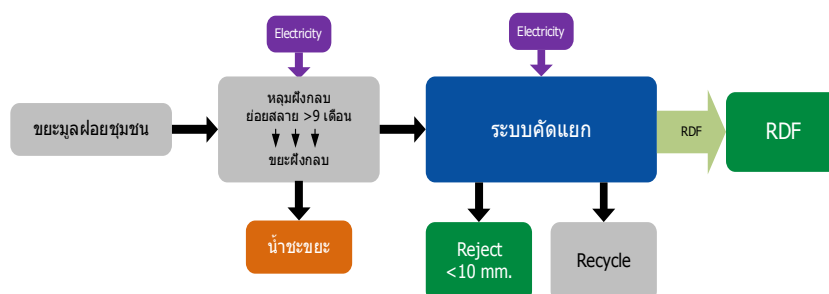 Electricity
Electricity
หลุมฝังกลบ
ย่อยสลาย >9 เดือน
ขยะมูลฝอยชุมชน
ระบบคัดแยก
RDF
RDF
ขยะฝังกลบ
น้ำชะขยะ
Reject
<10 mm.
Recycle